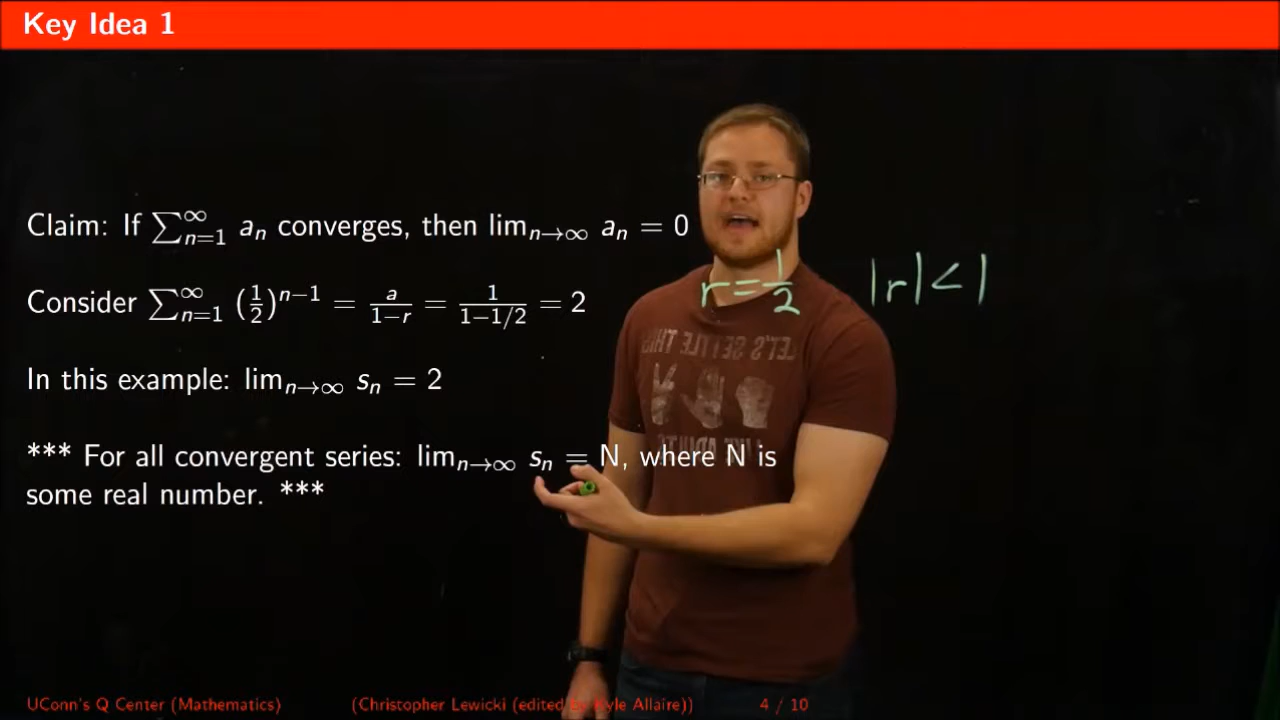 Key Idea 1
Claim: If ∑_{n=1}^{∞} a_n converges, then lim_{n→∞} a_n = 0
r = 1/2 |r| < 1
Consider ∑_{n=1}^{∞} (1/2)^{n−1} = a/(1−r) = 1/(1−1/2) = 2
LET'S SETTLE THIS
In this example: lim_{n→∞} s_n = 2
LIKE ADULTS
*** For all convergent series: lim_{n→∞} s_n = N, where N is
some real number. ***
UConn's Q Center (Mathematics) (Christopher Lewicki (edited by Kyle Allaire)) 4 / 10